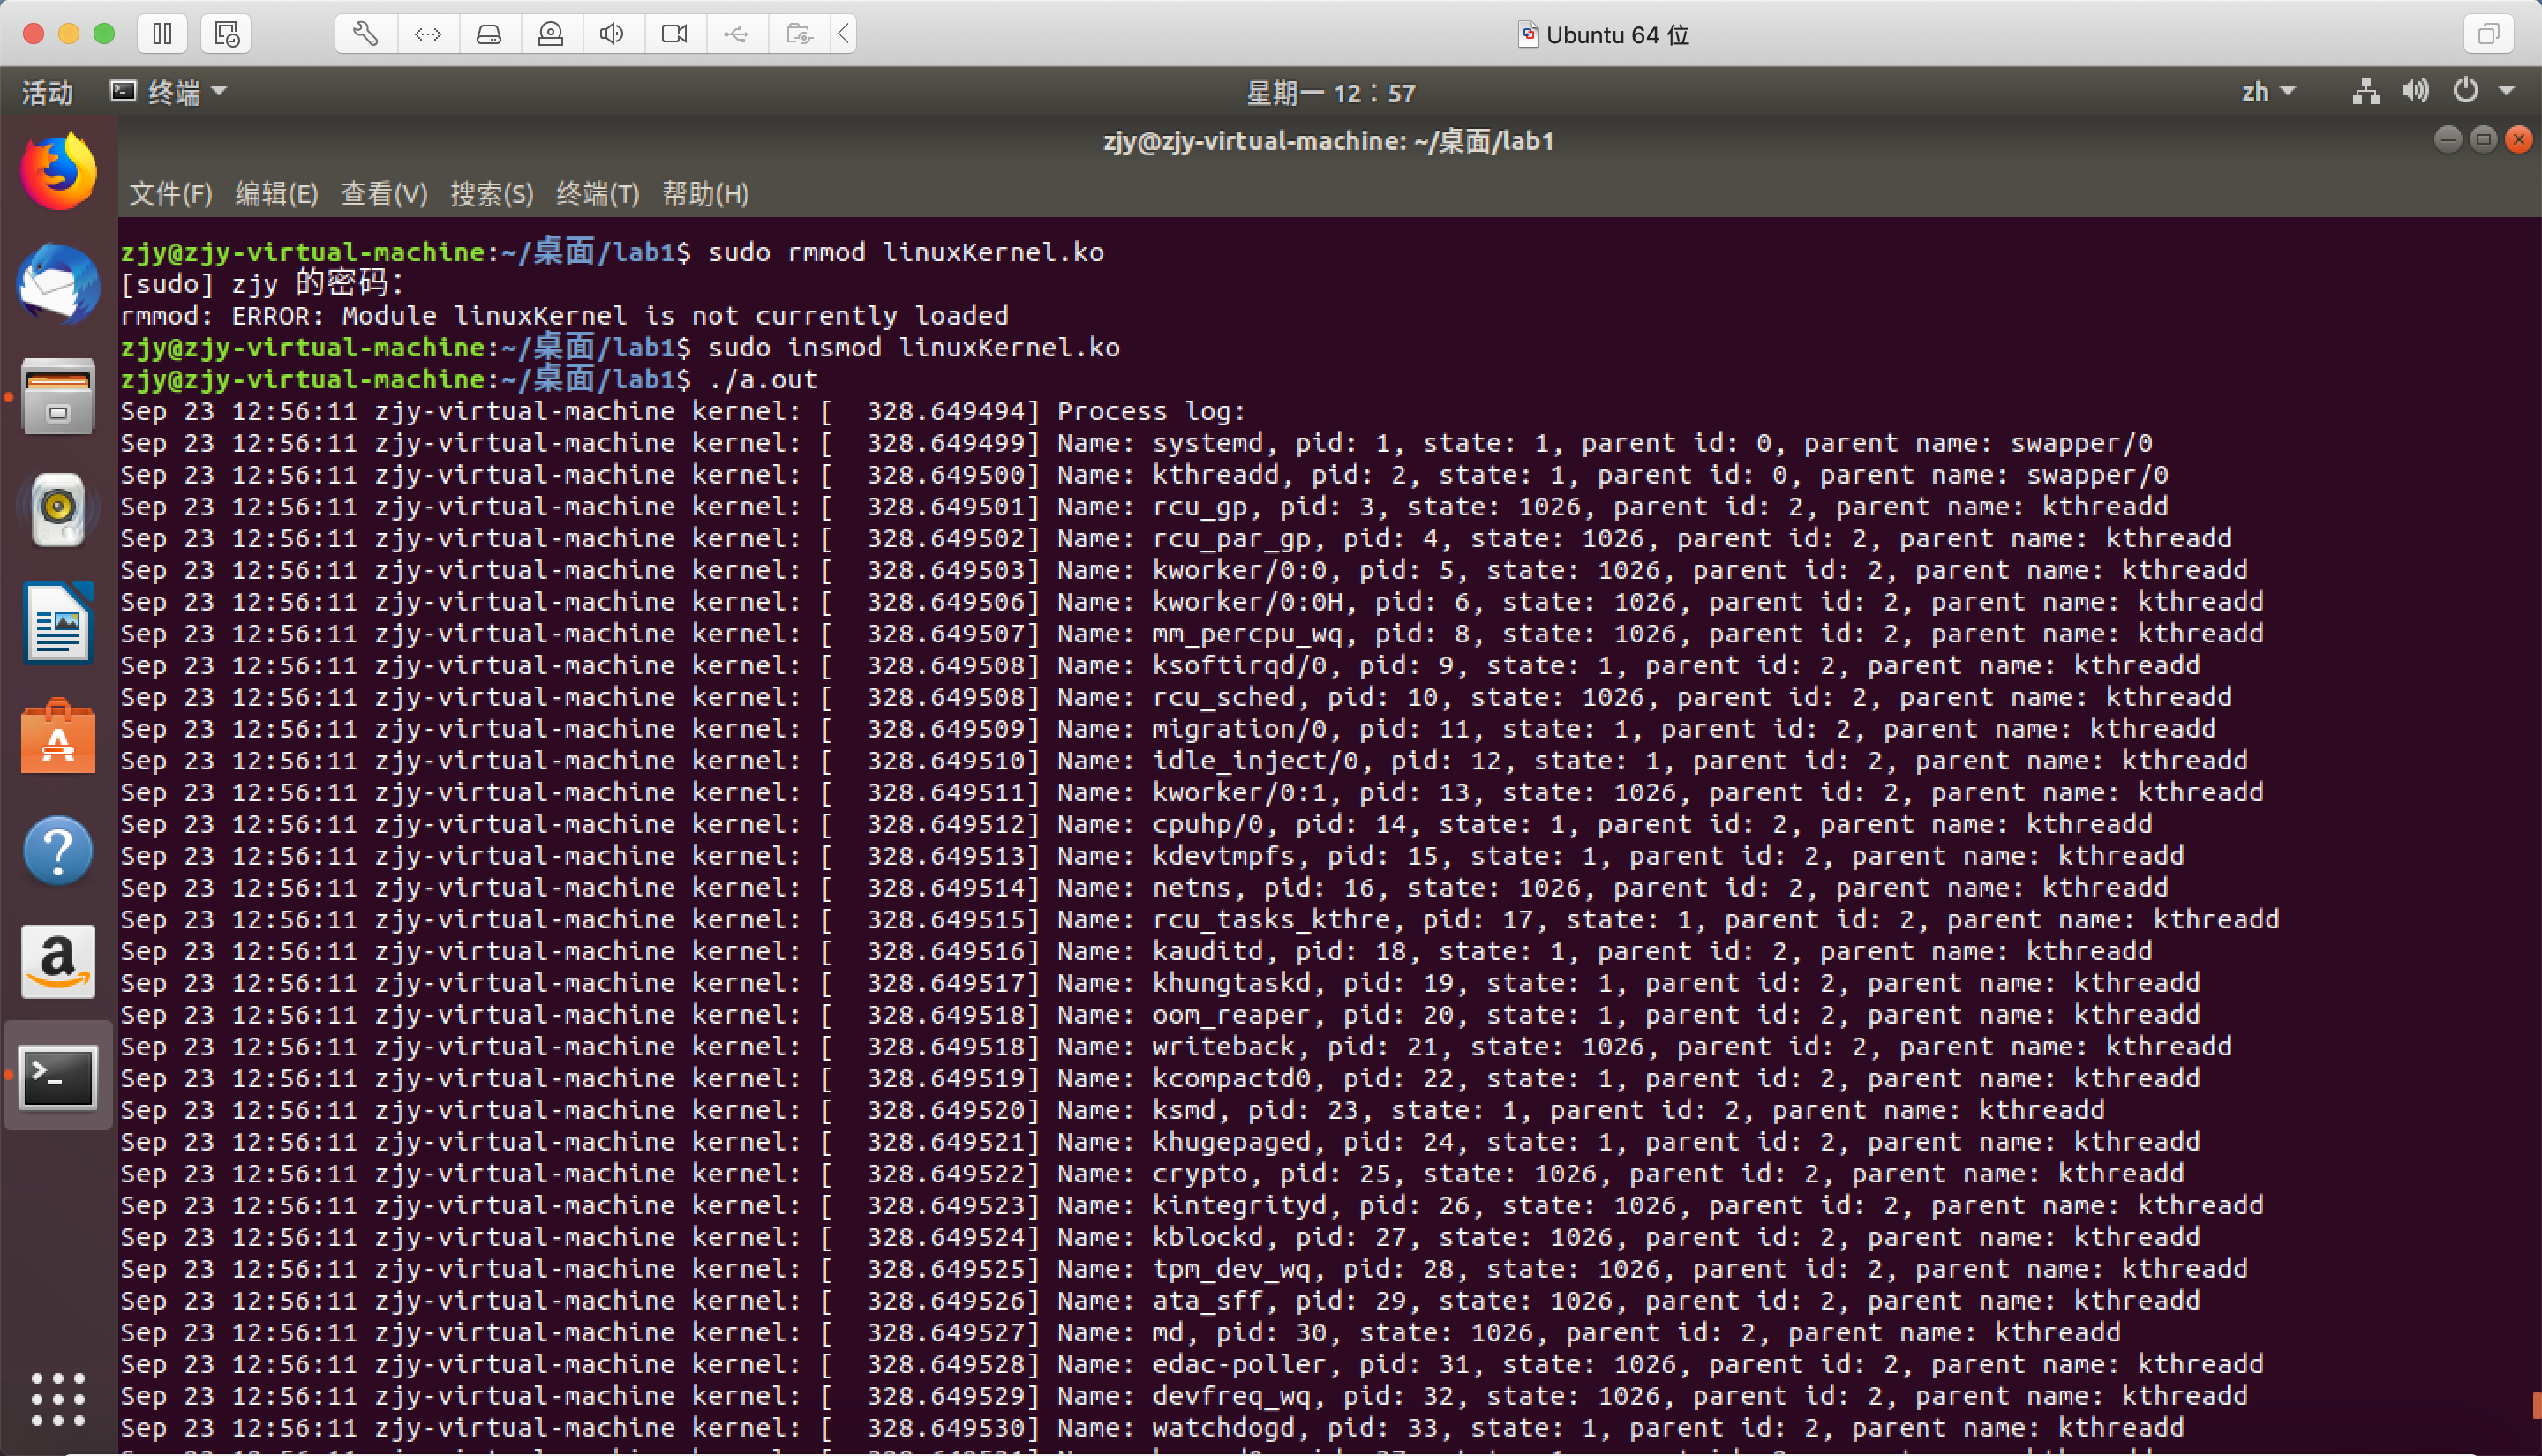 Ubuntu 64 位
活动 终端 星期一 12：57 zh
zjy@zjy-virtual-machine: ~/桌面/lab1
文件(F) 编辑(E) 查看(V) 搜索(S) 终端(T) 帮助(H)
zjy@zjy-virtual-machine:~/桌面/lab1$ sudo rmmod linuxKernel.ko
[sudo] zjy 的密码：
rmmod: ERROR: Module linuxKernel is not currently loaded
zjy@zjy-virtual-machine:~/桌面/lab1$ sudo insmod linuxKernel.ko
zjy@zjy-virtual-machine:~/桌面/lab1$ ./a.out
Sep 23 12:56:11 zjy-virtual-machine kernel: [  328.649494] Process log:
Sep 23 12:56:11 zjy-virtual-machine kernel: [  328.649499] Name: systemd, pid: 1, state: 1, parent id: 0, parent name: swapper/0
Sep 23 12:56:11 zjy-virtual-machine kernel: [  328.649500] Name: kthreadd, pid: 2, state: 1, parent id: 0, parent name: swapper/0
Sep 23 12:56:11 zjy-virtual-machine kernel: [  328.649501] Name: rcu_gp, pid: 3, state: 1026, parent id: 2, parent name: kthreadd
Sep 23 12:56:11 zjy-virtual-machine kernel: [  328.649502] Name: rcu_par_gp, pid: 4, state: 1026, parent id: 2, parent name: kthreadd
Sep 23 12:56:11 zjy-virtual-machine kernel: [  328.649503] Name: kworker/0:0, pid: 5, state: 1026, parent id: 2, parent name: kthreadd
Sep 23 12:56:11 zjy-virtual-machine kernel: [  328.649506] Name: kworker/0:0H, pid: 6, state: 1026, parent id: 2, parent name: kthreadd
Sep 23 12:56:11 zjy-virtual-machine kernel: [  328.649507] Name: mm_percpu_wq, pid: 8, state: 1026, parent id: 2, parent name: kthreadd
Sep 23 12:56:11 zjy-virtual-machine kernel: [  328.649508] Name: ksoftirqd/0, pid: 9, state: 1, parent id: 2, parent name: kthreadd
Sep 23 12:56:11 zjy-virtual-machine kernel: [  328.649508] Name: rcu_sched, pid: 10, state: 1026, parent id: 2, parent name: kthreadd
Sep 23 12:56:11 zjy-virtual-machine kernel: [  328.649509] Name: migration/0, pid: 11, state: 1, parent id: 2, parent name: kthreadd
Sep 23 12:56:11 zjy-virtual-machine kernel: [  328.649510] Name: idle_inject/0, pid: 12, state: 1, parent id: 2, parent name: kthreadd
Sep 23 12:56:11 zjy-virtual-machine kernel: [  328.649511] Name: kworker/0:1, pid: 13, state: 1026, parent id: 2, parent name: kthreadd
Sep 23 12:56:11 zjy-virtual-machine kernel: [  328.649512] Name: cpuhp/0, pid: 14, state: 1, parent id: 2, parent name: kthreadd
Sep 23 12:56:11 zjy-virtual-machine kernel: [  328.649513] Name: kdevtmpfs, pid: 15, state: 1, parent id: 2, parent name: kthreadd
Sep 23 12:56:11 zjy-virtual-machine kernel: [  328.649514] Name: netns, pid: 16, state: 1026, parent id: 2, parent name: kthreadd
Sep 23 12:56:11 zjy-virtual-machine kernel: [  328.649515] Name: rcu_tasks_kthre, pid: 17, state: 1, parent id: 2, parent name: kthreadd
Sep 23 12:56:11 zjy-virtual-machine kernel: [  328.649516] Name: kauditd, pid: 18, state: 1, parent id: 2, parent name: kthreadd
Sep 23 12:56:11 zjy-virtual-machine kernel: [  328.649517] Name: khungtaskd, pid: 19, state: 1, parent id: 2, parent name: kthreadd
Sep 23 12:56:11 zjy-virtual-machine kernel: [  328.649518] Name: oom_reaper, pid: 20, state: 1, parent id: 2, parent name: kthreadd
Sep 23 12:56:11 zjy-virtual-machine kernel: [  328.649518] Name: writeback, pid: 21, state: 1026, parent id: 2, parent name: kthreadd
Sep 23 12:56:11 zjy-virtual-machine kernel: [  328.649519] Name: kcompactd0, pid: 22, state: 1, parent id: 2, parent name: kthreadd
Sep 23 12:56:11 zjy-virtual-machine kernel: [  328.649520] Name: ksmd, pid: 23, state: 1, parent id: 2, parent name: kthreadd
Sep 23 12:56:11 zjy-virtual-machine kernel: [  328.649521] Name: khugepaged, pid: 24, state: 1, parent id: 2, parent name: kthreadd
Sep 23 12:56:11 zjy-virtual-machine kernel: [  328.649522] Name: crypto, pid: 25, state: 1026, parent id: 2, parent name: kthreadd
Sep 23 12:56:11 zjy-virtual-machine kernel: [  328.649523] Name: kintegrityd, pid: 26, state: 1026, parent id: 2, parent name: kthreadd
Sep 23 12:56:11 zjy-virtual-machine kernel: [  328.649524] Name: kblockd, pid: 27, state: 1026, parent id: 2, parent name: kthreadd
Sep 23 12:56:11 zjy-virtual-machine kernel: [  328.649525] Name: tpm_dev_wq, pid: 28, state: 1026, parent id: 2, parent name: kthreadd
Sep 23 12:56:11 zjy-virtual-machine kernel: [  328.649526] Name: ata_sff, pid: 29, state: 1026, parent id: 2, parent name: kthreadd
Sep 23 12:56:11 zjy-virtual-machine kernel: [  328.649527] Name: md, pid: 30, state: 1026, parent id: 2, parent name: kthreadd
Sep 23 12:56:11 zjy-virtual-machine kernel: [  328.649528] Name: edac-poller, pid: 31, state: 1026, parent id: 2, parent name: kthreadd
Sep 23 12:56:11 zjy-virtual-machine kernel: [  328.649529] Name: devfreq_wq, pid: 32, state: 1026, parent id: 2, parent name: kthreadd
Sep 23 12:56:11 zjy-virtual-machine kernel: [  328.649530] Name: watchdogd, pid: 33, state: 1, parent id: 2, parent name: kthreadd